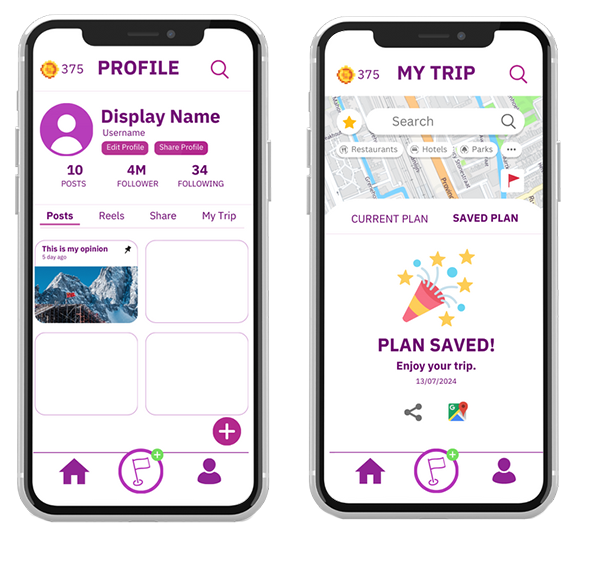 375 PROFILE
Display Name
Username
Edit Profile Share Profile
10 4M 34
POSTS FOLLOWER FOLLOWING
Posts Reels Share My Trip
This is my opinion
5 day ago
375 MY TRIP
Search
Restaurants Hotels Parks
CURRENT PLAN SAVED PLAN
PLAN SAVED!
Enjoy your trip.
13/07/2024
G